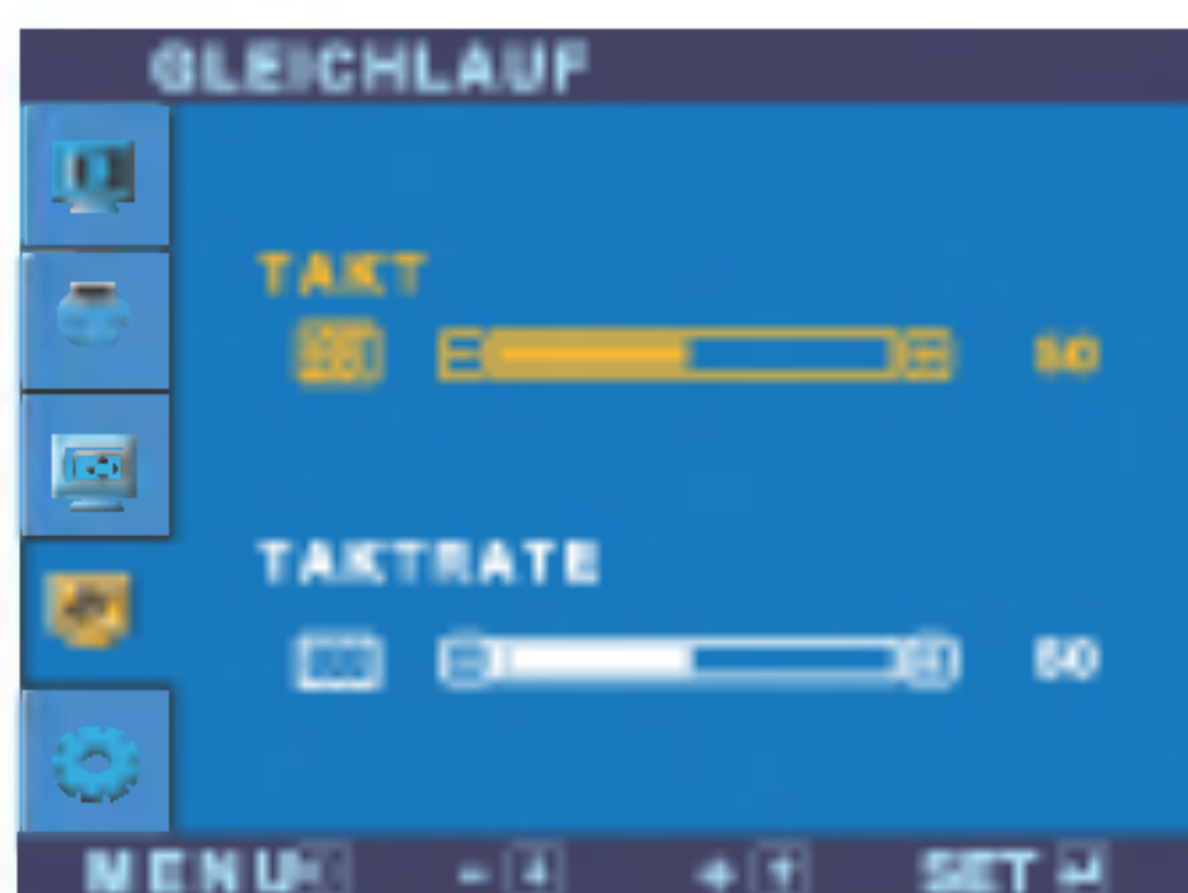 GLEICHLAUF
TAKT
50
TAKTRATE
50
MENU - + SET